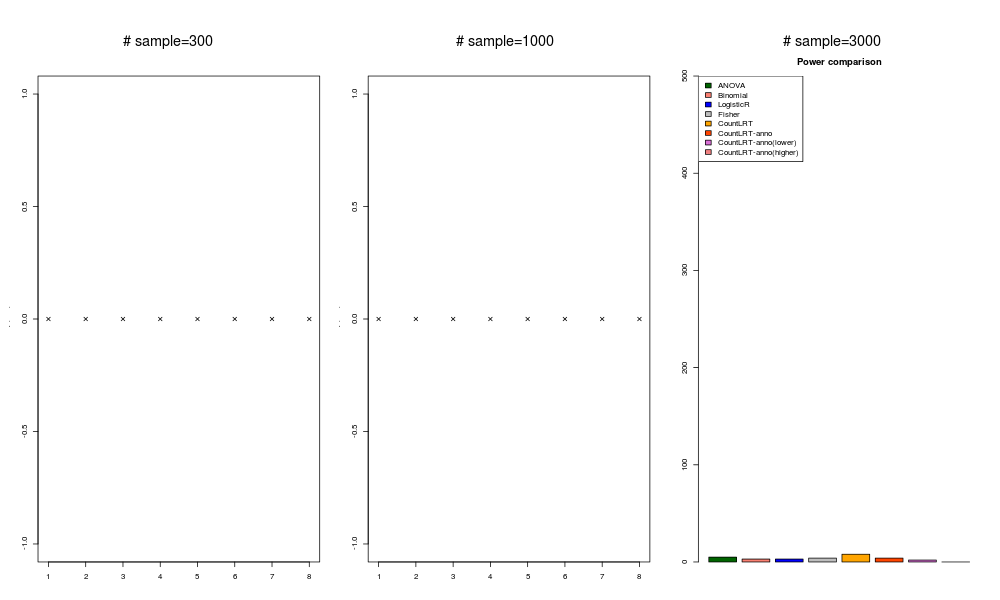 # sample=300
# sample=1000
# sample=3000
Power comparison
1.0
0.5
0.0
-0.5
-1.0
1 2 3 4 5 6 7 8
1.0
0.5
0.0
-0.5
-1.0
1 2 3 4 5 6 7 8
500
400
300
200
100
0
ANOVA
Binomial
LogisticR
Fisher
CountLRT
CountLRT-anno
CountLRT-anno(lower)
CountLRT-anno(higher)